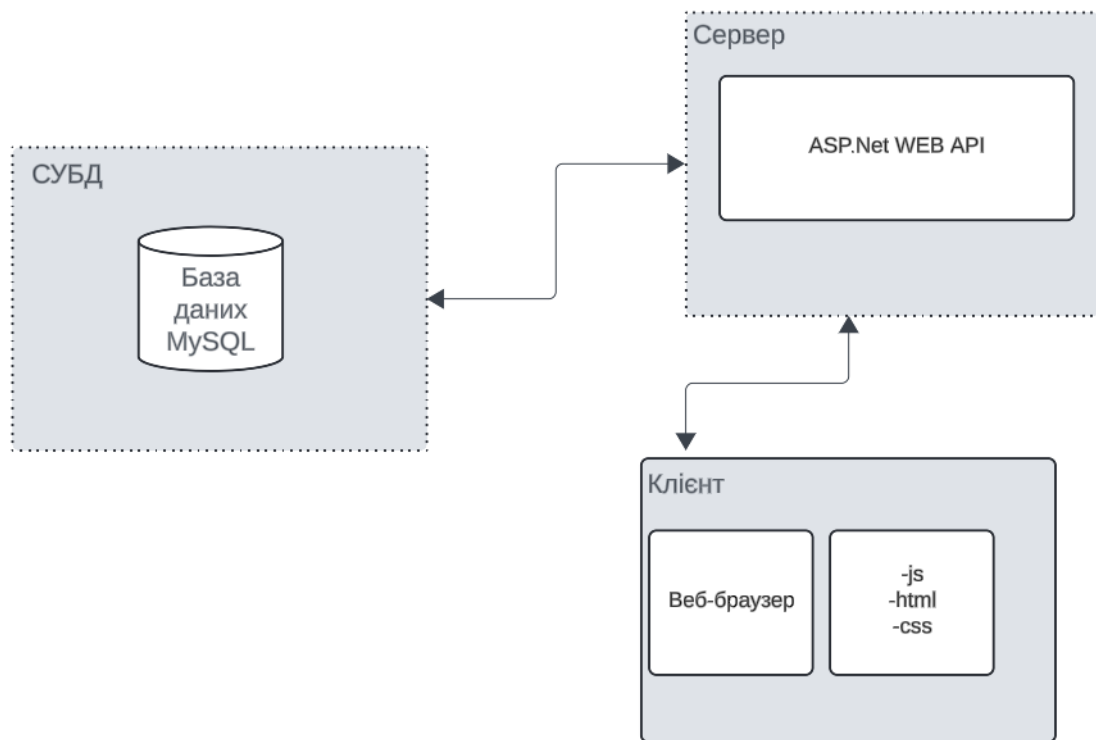 Сервер
ASP.Net WEB API
СУБД
База
даних
MySQL
Клієнт
Веб-браузер
-js
-html
-css